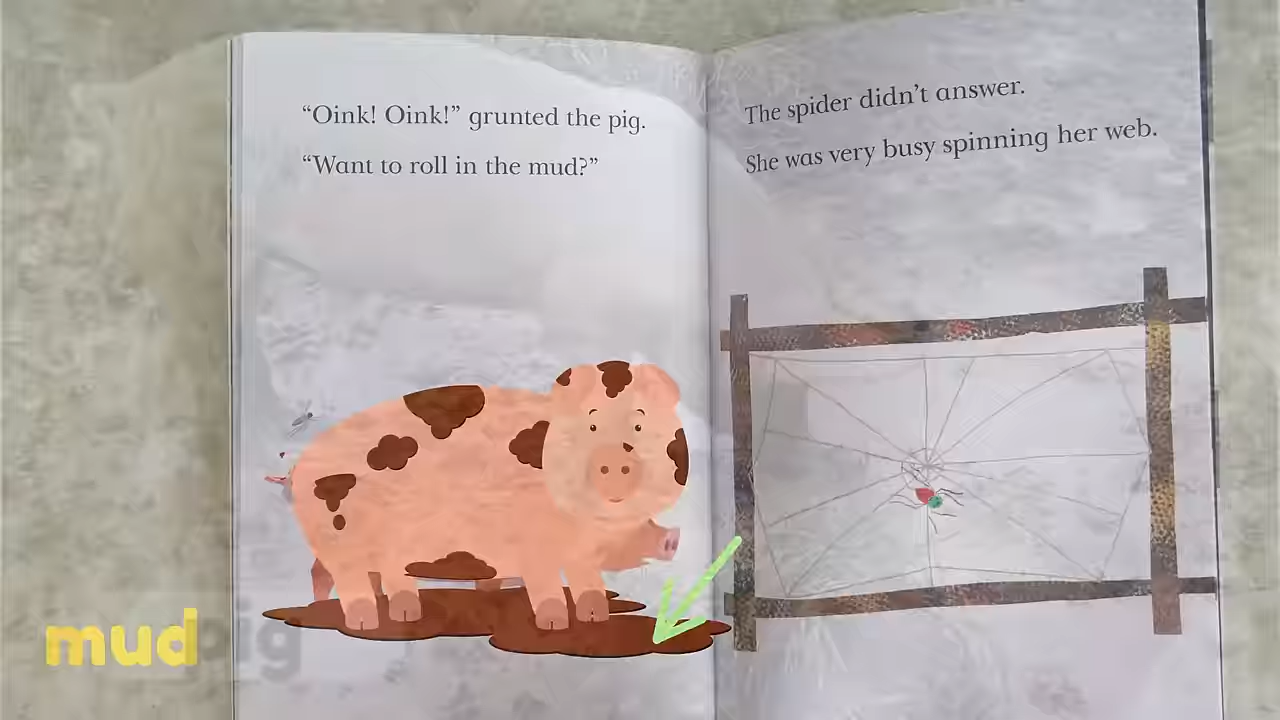 “Oink! Oink!” grunted the pig.
“Want to roll in the mud?”
The spider didn’t answer.
She was very busy spinning her web.
mud
pig